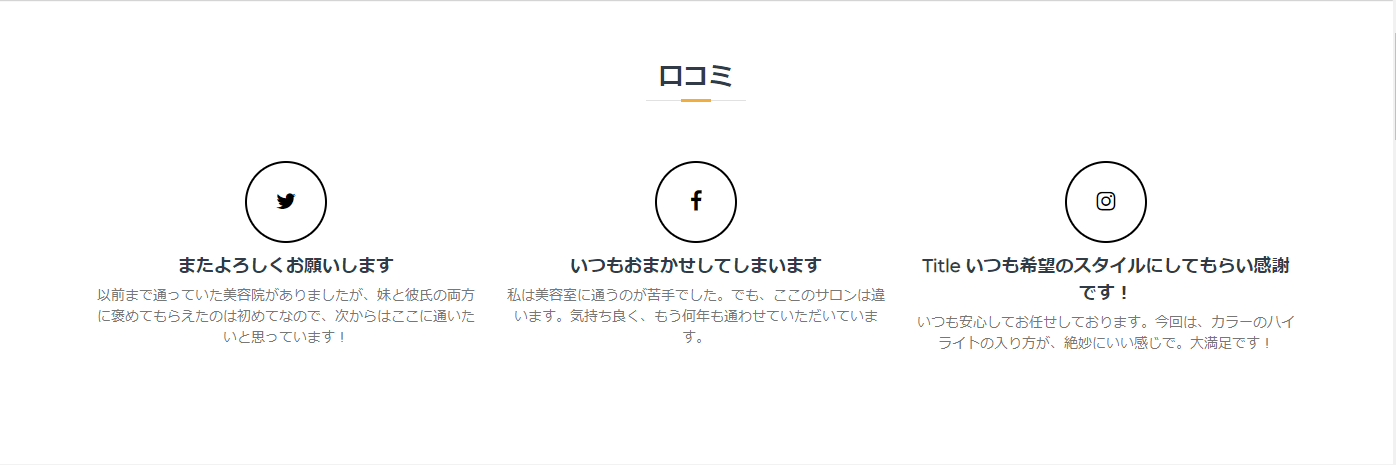 口コミ
またよろしくお願いします
以前まで通っていた美容院がありましたが、妹と彼氏の両方
に褒めてもらえたのは初めてなので、次からはここに通いた
いと思っています！
いつもおまかせしてしまいます
私は美容室に通うのが苦手でした。でも、ここのサロンは違
います。気持ち良く、もう何年も通わせていただいていま
す。
Title いつも希望のスタイルにしてもらい感謝
です！
いつも安心してお任せしております。今回は、カラーのハイ
ライトの入り方が、絶妙にいい感じで。大満足です！